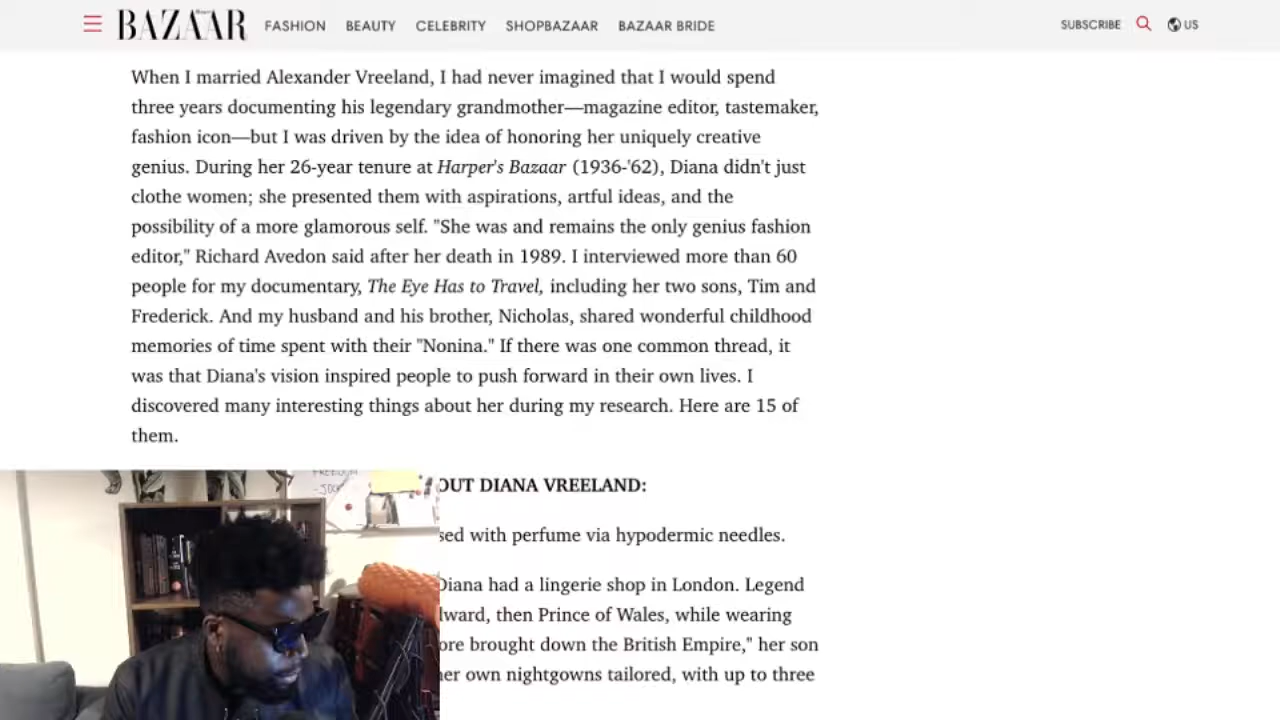 Harper's
BAZAAR
FASHION BEAUTY CELEBRITY SHOPBAZAAR BAZAAR BRIDE SUBSCRIBE US
When I married Alexander Vreeland, I had never imagined that I would spend
three years documenting his legendary grandmother—magazine editor, tastemaker,
fashion icon—but I was driven by the idea of honoring her uniquely creative
genius. During her 26-year tenure at Harper's Bazaar (1936-'62), Diana didn't just
clothe women; she presented them with aspirations, artful ideas, and the
possibility of a more glamorous self. "She was and remains the only genius fashion
editor," Richard Avedon said after her death in 1989. I interviewed more than 60
people for my documentary, The Eye Has to Travel, including her two sons, Tim and
Frederick. And my husband and his brother, Nicholas, shared wonderful childhood
memories of time spent with their "Nonina." If there was one common thread, it
was that Diana's vision inspired people to push forward in their own lives. I
discovered many interesting things about her during my research. Here are 15 of
them.
OUT DIANA VREELAND:
sed with perfume via hypodermic needles.
Diana had a lingerie shop in London. Legend
lward, then Prince of Wales, while wearing
ore brought down the British Empire," her son
her own nightgowns tailored, with up to three
FREEDOM